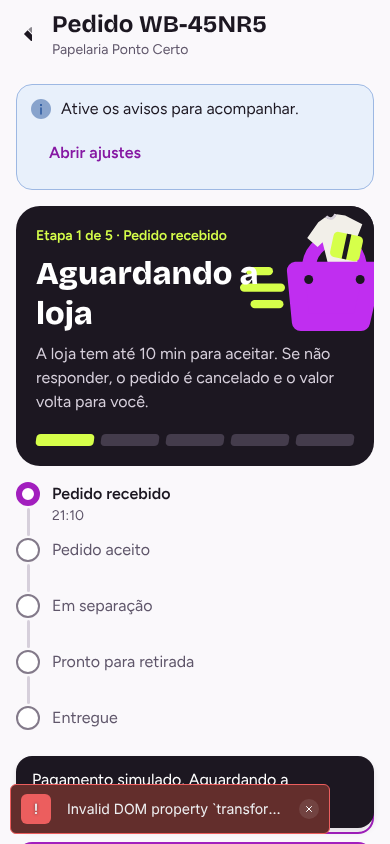 Pedido WB-45NR5
Papelaria Ponto Certo
Ative os avisos para acompanhar.
Abrir ajustes
Etapa 1 de 5 · Pedido recebido
Aguardando a
loja
A loja tem até 10 min para aceitar. Se não
responder, o pedido é cancelado e o valor
volta para você.
Pedido recebido
21:10
Pedido aceito
Em separação
Pronto para retirada
Entregue
Pagamento simulado. Aguardando a
Invalid DOM property `transfor...